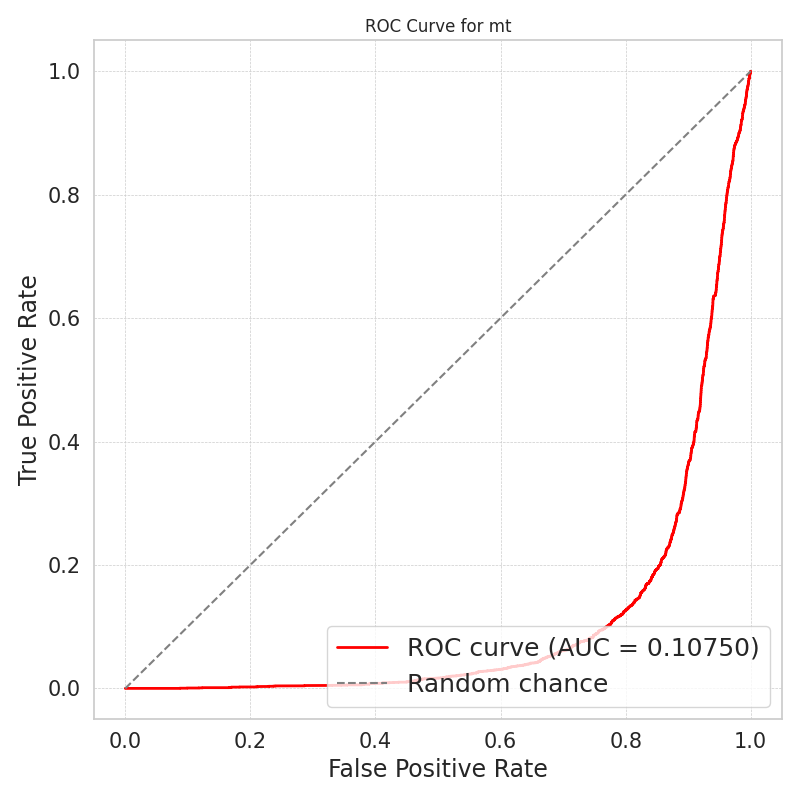 ROC Curve for mt
True Positive Rate
1.0
0.8
0.6
0.4
0.2
0.0
ROC curve (AUC = 0.10750)
Random chance
0.0 0.2 0.4 0.6 0.8 1.0
False Positive Rate